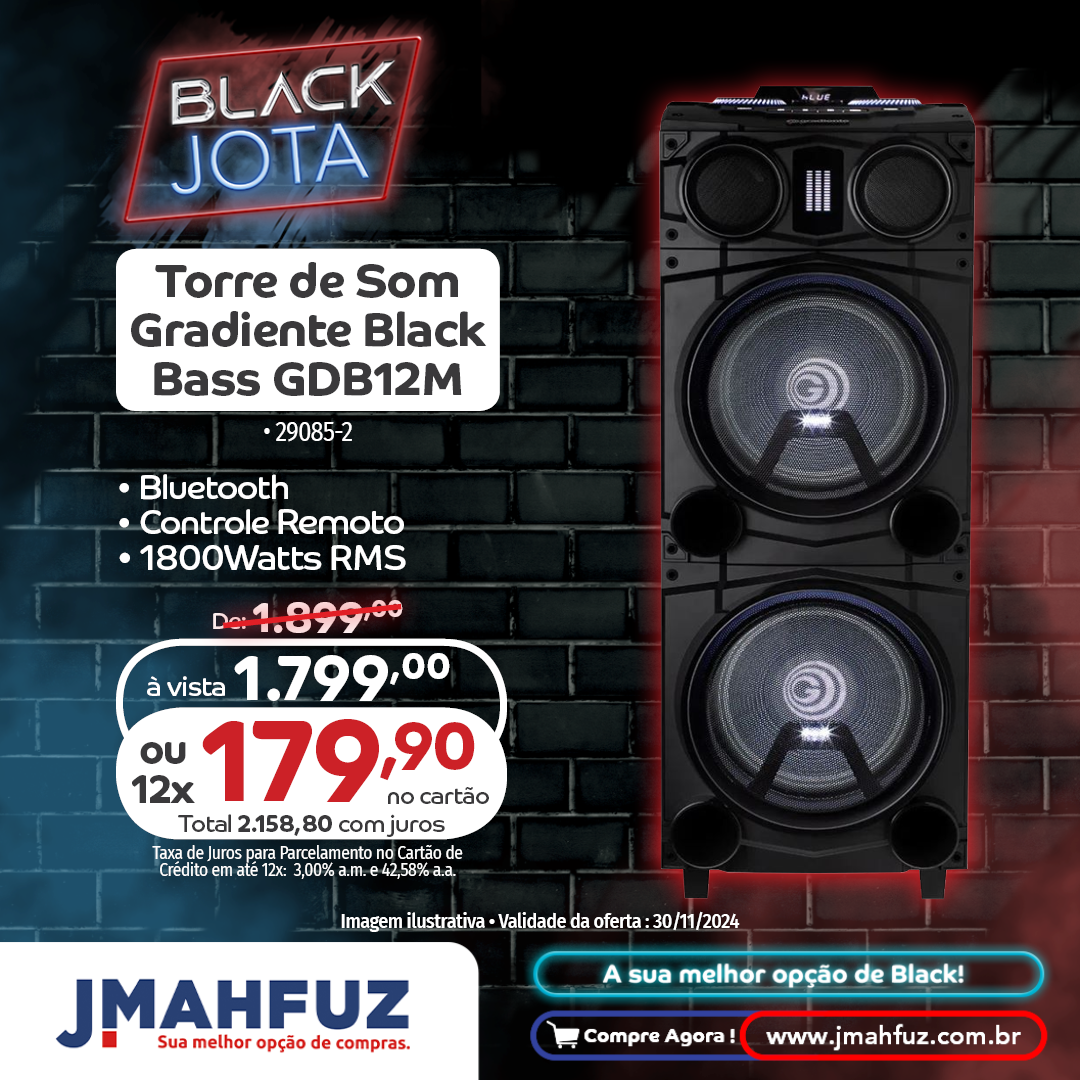 BLACK
JOTA
BLUE
gradiente
Torre de Som
Gradiente Black
Bass GDB12M
• 29085-2
• Bluetooth
• Controle Remoto
• 1800Watts RMS
De: 1.899,00
à vista 1.799,00
ou
12x 179,90
no cartão
Total 2.158,80 com juros
Taxa de Juros para Parcelamento no Cartão de
Crédito em até 12x: 3,00% a.m. e 42,58% a.a.
Imagem ilustrativa • Validade da oferta : 30/11/2024
JMAHFUZ
Sua melhor opção de compras.
A sua melhor opção de Black!
Compre Agora ! www.jmahfuz.com.br